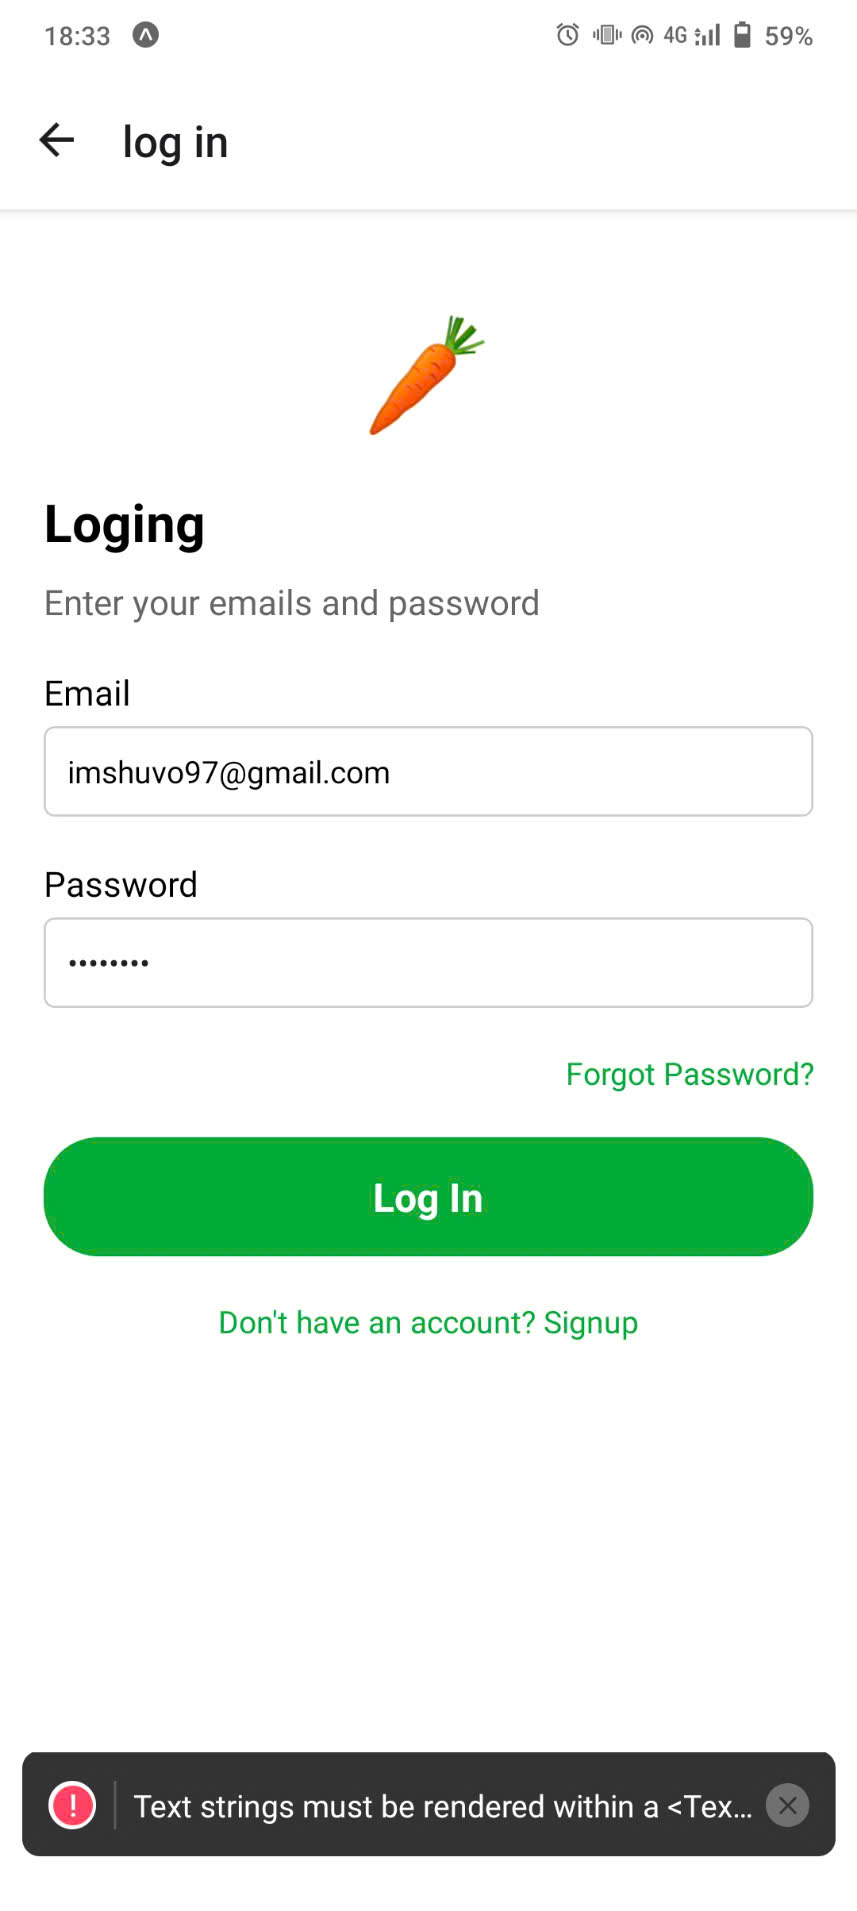 18:33 4G 59%
log in
Loging
Enter your emails and password
Email
imshuvo97@gmail.com
Password
••••••••
Forgot Password?
Log In
Don't have an account? Signup
! Text strings must be rendered within a <Tex...